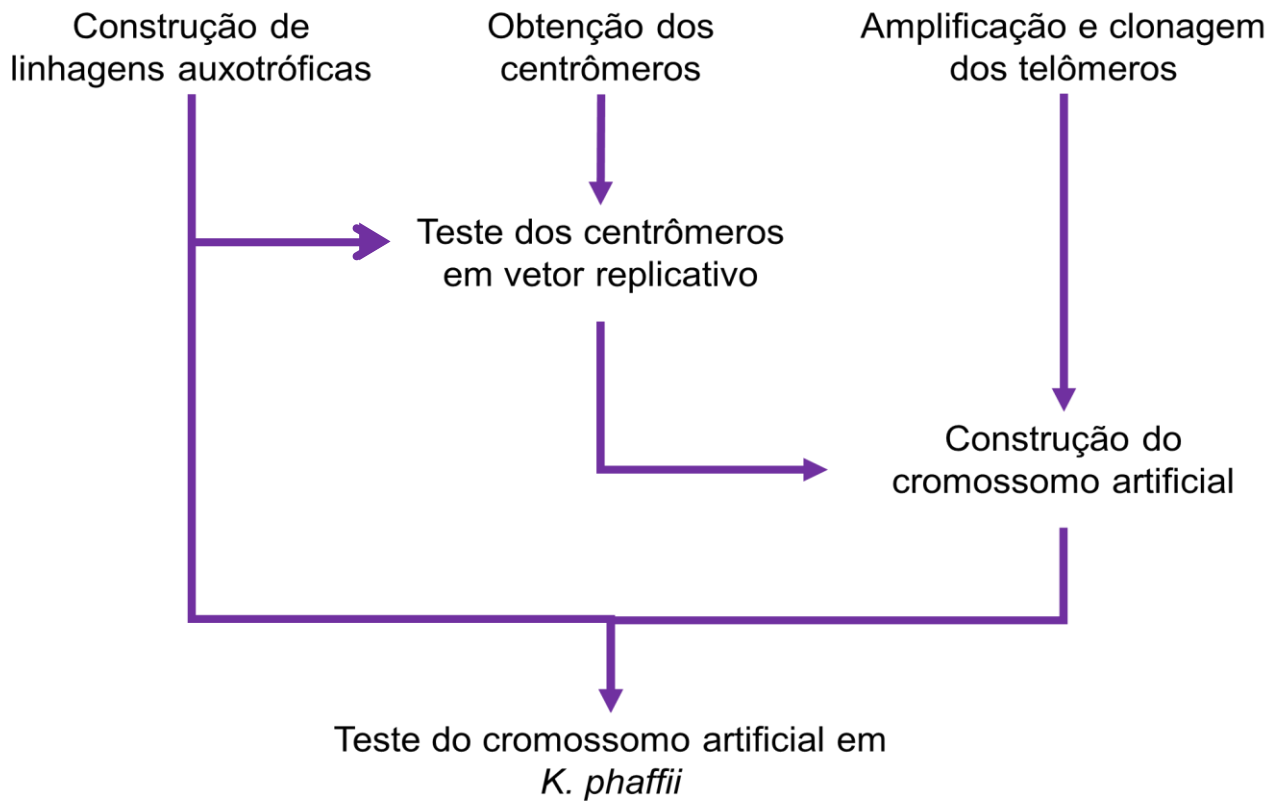 Construção de
linhagens auxotróficas
Obtenção dos
centrômeros
Amplificação e clonagem
dos telômeros
Teste dos centrômeros
em vetor replicativo
Construção do
cromossomo artificial
Teste do cromossomo artificial em
K. phaffii